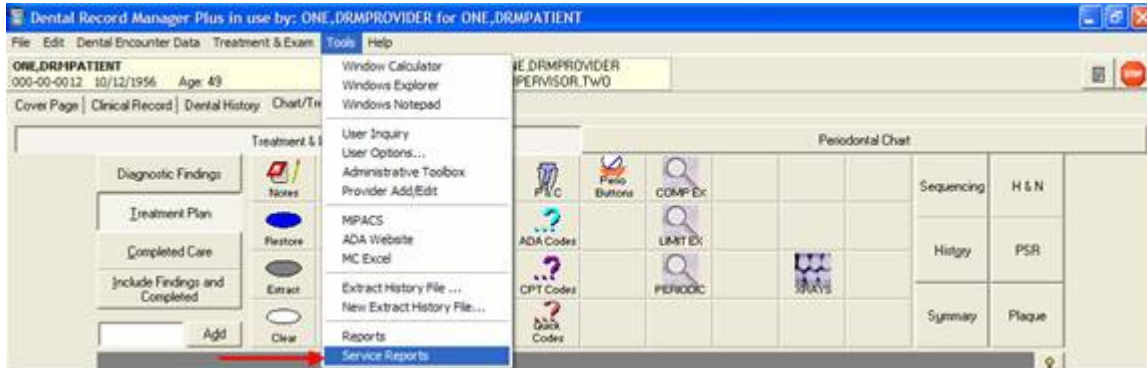 Dental Record Manager Plus in use by: ONE,DRMPROVIDER for ONE,DRMPATIENT
File Edit Dental Encounter Data Treatment & Exam Tools Help
ONE,DRMPATIENT
000-00-0012 10/12/1956 Age: 49
Cover Page Clinical Record Dental History
Window Calculator
Windows Explorer
Windows Notepad
User Inquiry
User Options...
Administrative Toolbox
Provider Add/Edit
MiPACS
ADA Website
MC Excel
Extract History File ...
New Extract History File...
Reports
Service Reports
Periodontal Chart
Diagnostic Findings
Treatment Plan
Completed Care
Include Findings and
Completed
Add
Notes
Restore
Extract
Clear
ADA Codes
CPT Codes
Quick
Codes
Perio
Buttons
COMP EX
LIMIT EX
PERIODIC
XRAYS
Sequencing
H & N
History
PSR
Summary
Plaque